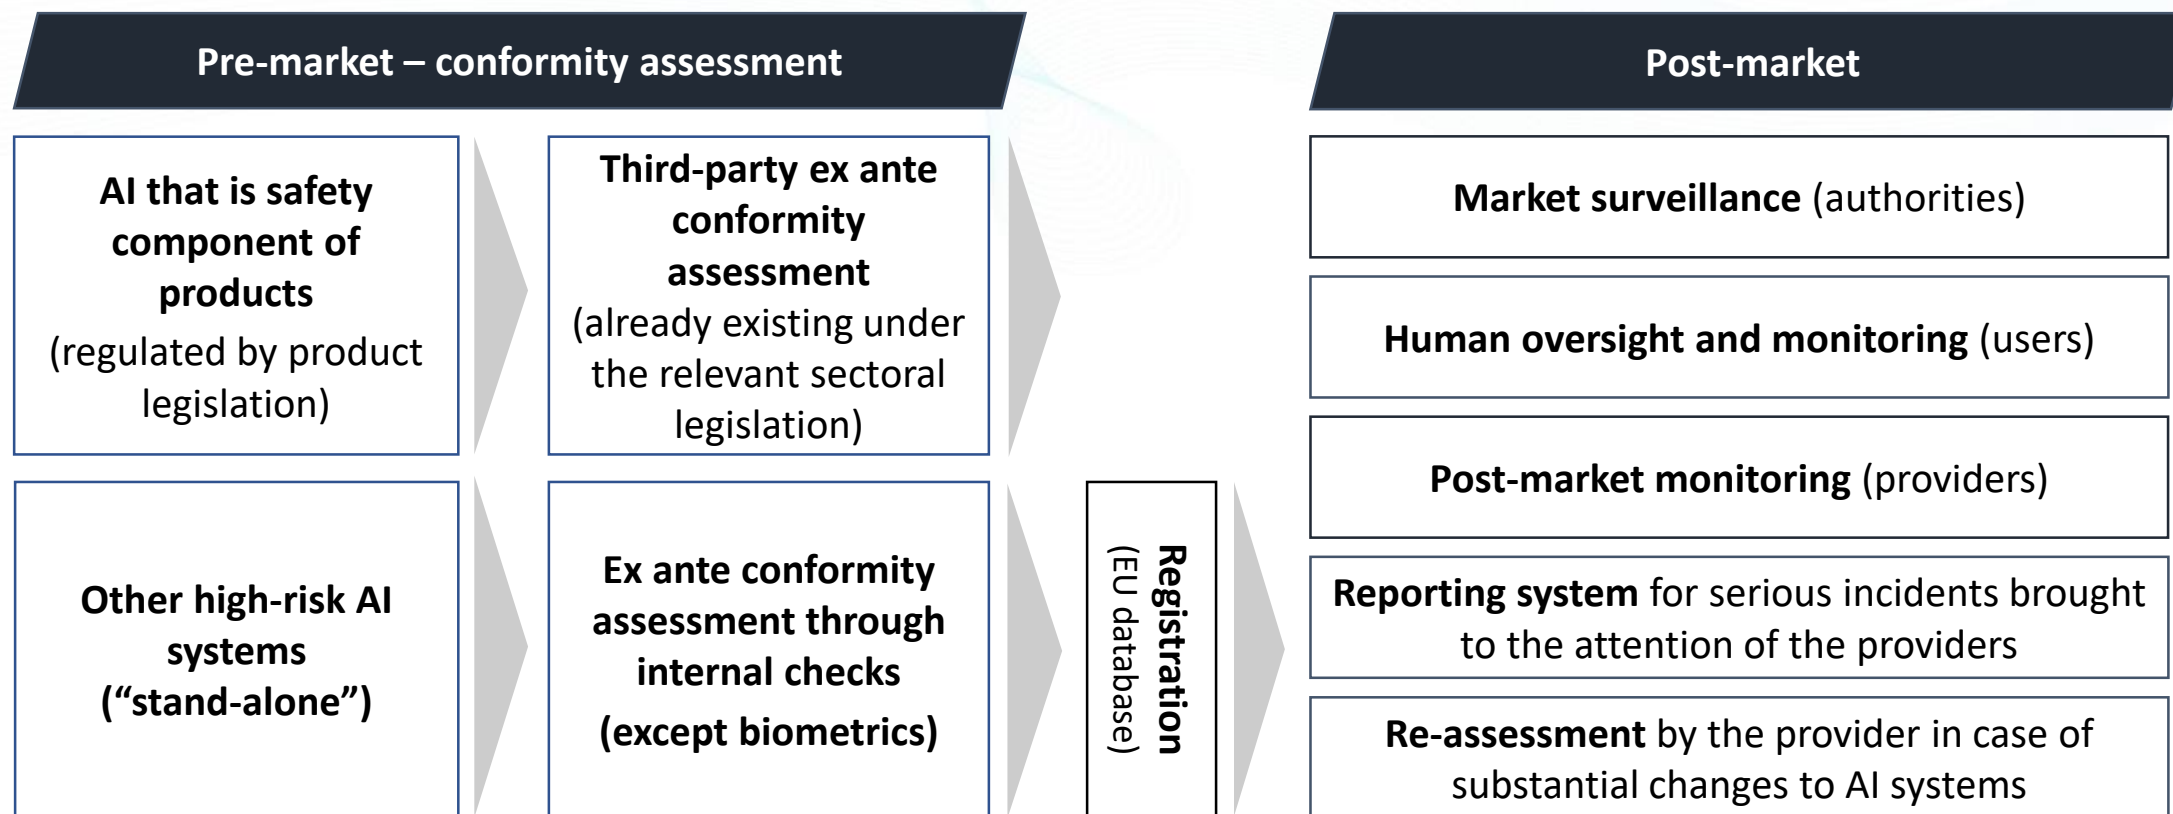 Pre-market – conformity assessment
Post-market
AI that is safety
component of
products
(regulated by product
legislation)
Third-party ex ante
conformity
assessment
(already existing under
the relevant sectoral
legislation)
Other high-risk AI
systems
(“stand-alone”)
Ex ante conformity
assessment through
internal checks
(except biometrics)
Registration
(EU database)
Market surveillance (authorities)
Human oversight and monitoring (users)
Post-market monitoring (providers)
Reporting system for serious incidents brought
to the attention of the providers
Re-assessment by the provider in case of
substantial changes to AI systems